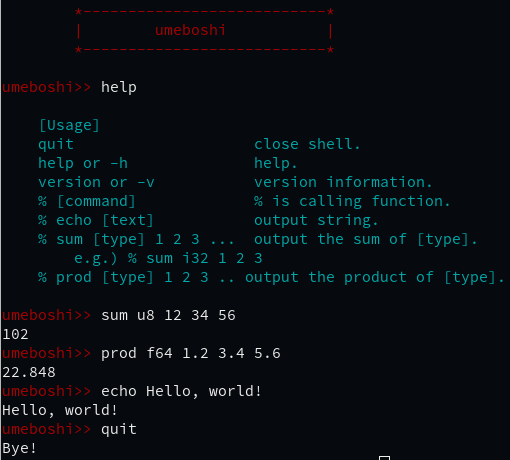 *---------------------------*
|        umeboshi           |
*---------------------------*
umeboshi>> help
[Usage]
quit                    close shell.
help or -h              help.
version or -v           version information.
% [command]             % is calling function.
% echo [text]           output string.
% sum [type] 1 2 3 ...  output the sum of [type].
    e.g.) % sum i32 1 2 3
% prod [type] 1 2 3 .. output the product of [type].
umeboshi>> sum u8 12 34 56
102
umeboshi>> prod f64 1.2 3.4 5.6
22.848
umeboshi>> echo Hello, world!
Hello, world!
umeboshi>> quit
Bye!